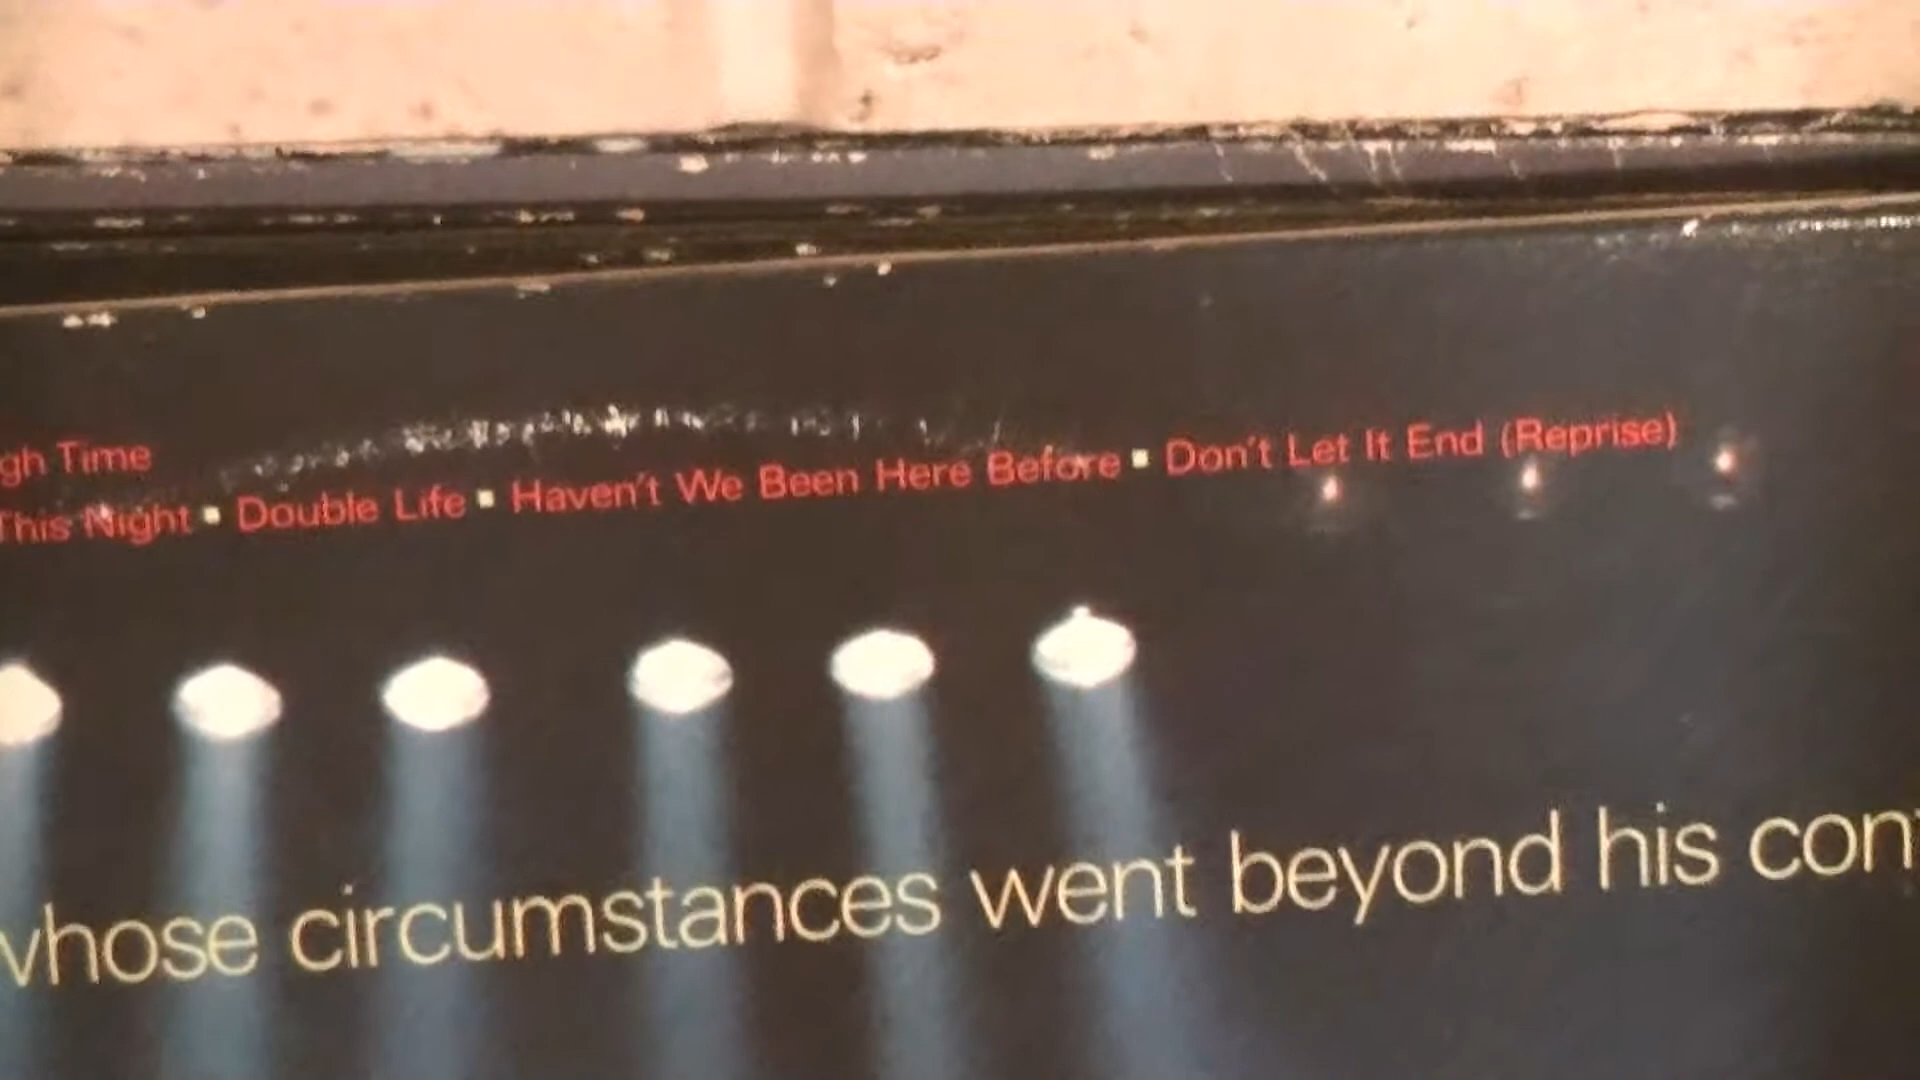 gh Time
This Night ▪ Double Life ▪ Haven't We Been Here Before ▪ Don't Let It End (Reprise)
whose circumstances went beyond his con